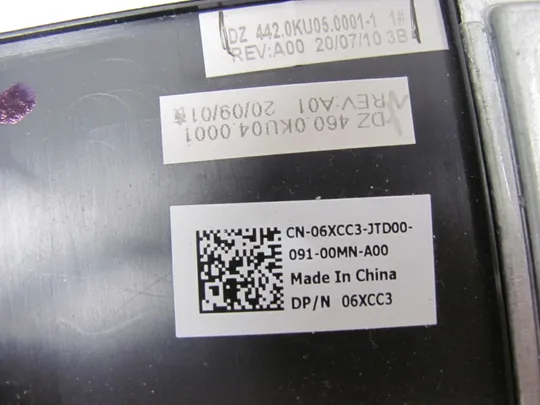 DZ 442.0KU05.0001-1 1#
REV:A00 20/07/10 3B
DZ 460.0KU04.0001
REV:A01 20/09/01
CN-06XCC3-JTD00-
091-00MN-A00
Made In China
DP/N 06XCC3